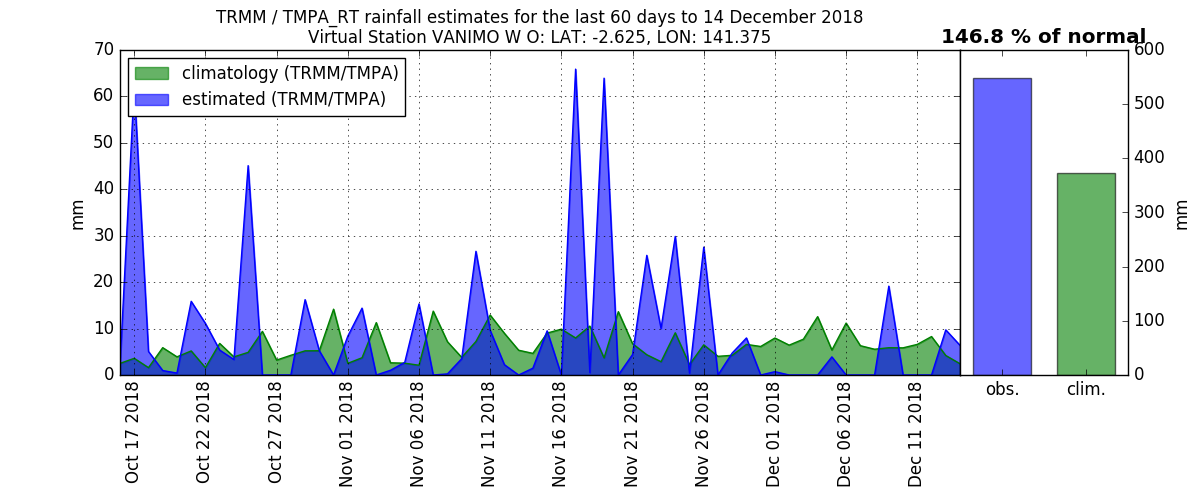 TRMM / TMPA_RT rainfall estimates for the last 60 days to 14 December 2018
Virtual Station VANIMO W O: LAT: -2.625, LON: 141.375
146.8 % of normal
climatology (TRMM/TMPA)
estimated (TRMM/TMPA)
70
60
50
40
30
20
10
0
mm
Oct 17 2018
Oct 22 2018
Oct 27 2018
Nov 01 2018
Nov 06 2018
Nov 11 2018
Nov 16 2018
Nov 21 2018
Nov 26 2018
Dec 01 2018
Dec 06 2018
Dec 11 2018
obs.
clim.
600
500
400
300
200
100
0
mm